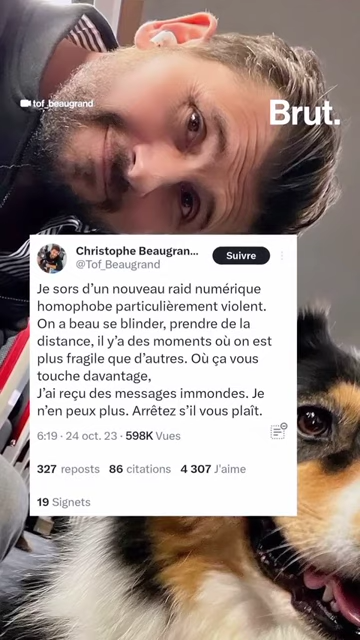 tof_beaugrand
Brut.
Christophe Beaugran...
@Tof_Beaugrand
Suivre
Je sors d’un nouveau raid numérique
homophobe particulièrement violent.
On a beau se blinder, prendre de la
distance, il y’a des moments où on est
plus fragile que d’autres. Où ça vous
touche davantage,
J’ai reçu des messages immondes. Je
n’en peux plus. Arrêtez s’il vous plaît.
6:19 · 24 oct. 23 · 598K Vues
327 reposts 86 citations 4 307 J’aime
19 Signets